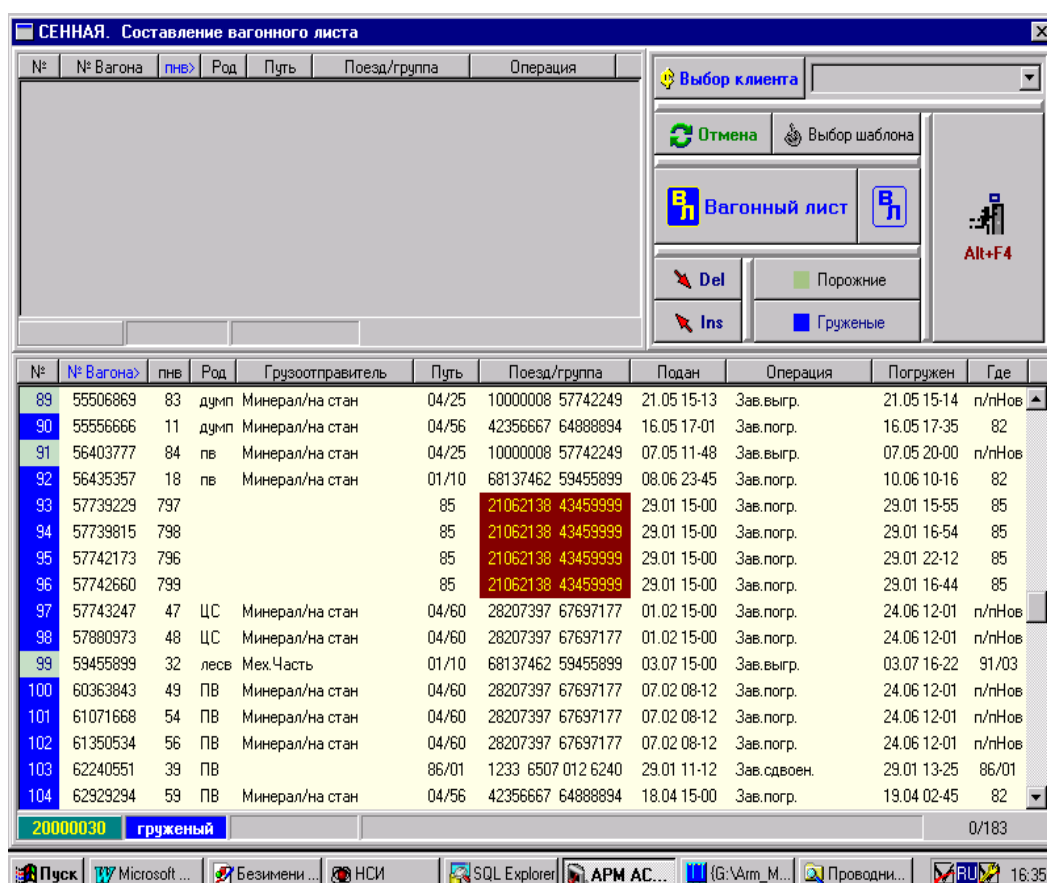 СЕННАЯ. Составление вагонного листа
№ № Вагона пнв> Род Путь Поезд/группа Операция
Выбор клиента
Отмена Выбор шаблона
ВЛ Вагонный лист ВЛ
Alt+F4
Del Порожние
Ins Груженые
№ № Вагона> пнв Род Грузоотправитель Путь Поезд/группа Подан Операция Погружен Где
89 55506869 83 думп Минерал/на стан 04/25 10000008 57742249 21.05 15-13 Зав.выгр. 21.05 15-14 п/пНов
90 55556666 11 думп Минерал/на стан 04/56 42356667 64888894 16.05 17-01 Зав.погр. 16.05 17-35 82
91 56403777 84 пв Минерал/на стан 04/25 10000008 57742249 07.05 11-48 Зав.выгр. 07.05 20-00 п/пНов
92 56435357 18 пв Минерал/на стан 01/10 68137462 59455899 08.06 23-45 Зав.погр. 10.06 10-16 82
93 57739229 797 85 21062138 43459999 29.01 15-00 Зав.погр. 29.01 15-55 85
94 57739815 798 85 21062138 43459999 29.01 15-00 Зав.погр. 29.01 16-54 85
95 57742173 796 85 21062138 43459999 29.01 15-00 Зав.погр. 29.01 22-12 85
96 57742660 799 85 21062138 43459999 29.01 15-00 Зав.погр. 29.01 16-44 85
97 57743247 47 ЦС Минерал/на стан 04/60 28207397 67697177 01.02 15-00 Зав.погр. 24.06 12-01 п/пНов
98 57880973 48 ЦС Минерал/на стан 04/60 28207397 67697177 01.02 15-00 Зав.погр. 24.06 12-01 п/пНов
99 59455899 32 лесв Мех.Часть 01/10 68137462 59455899 03.07 15-00 Зав.выгр. 03.07 16-22 91/03
100 60363843 49 ПВ Минерал/на стан 04/60 28207397 67697177 07.02 08-12 Зав.погр. 24.06 12-01 п/пНов
101 61071668 54 ПВ Минерал/на стан 04/60 28207397 67697177 07.02 08-12 Зав.погр. 24.06 12-01 п/пНов
102 61350534 56 ПВ Минерал/на стан 04/60 28207397 67697177 07.02 08-12 Зав.погр. 24.06 12-01 п/пНов
103 62240551 39 ПВ 86/01 1233 6507 012 6240 29.01 11-12 Зав.сдвоен. 29.01 13-25 86/01
104 62929294 59 ПВ Минерал/на стан 04/56 42356667 64888894 18.04 15-00 Зав.погр. 19.04 02-45 82
20000030 груженый 0/183
Пуск Microsoft ... Безимени ... НСИ SQL Explorer АРМ АС... {G:\Arm_M... Проводни... RU 16:35